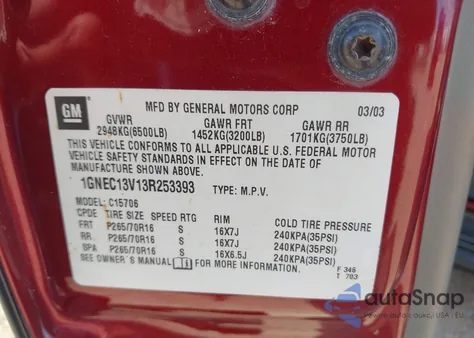 GM
MFD BY GENERAL MOTORS CORP 03/03
GVWR GAWR FRT GAWR RR
2948KG(6500LB) 1452KG(3200LB) 1701KG(3750LB)
THIS VEHICLE CONFORMS TO ALL APPLICABLE U.S. FEDERAL MOTOR
VEHICLE SAFETY STANDARDS IN EFFECT ON THE DATE OF
MANUFACTURE SHOWN ABOVE.
1GNEC13V13R253393 TYPE: M.P.V.
MODEL: C15706
CPDE TIRE SIZE SPEED RTG RIM COLD TIRE PRESSURE
FRT P265/70R16 S 16X7J 240KPA(35PSI)
RR P265/70R16 S 16X7J 240KPA(35PSI)
SPA P265/70R16 S 16X6.5J 240KPA(35PSI)
SEE OWNER'S MANUAL FOR MORE INFORMATION.
F 346
T 703
autoSnap